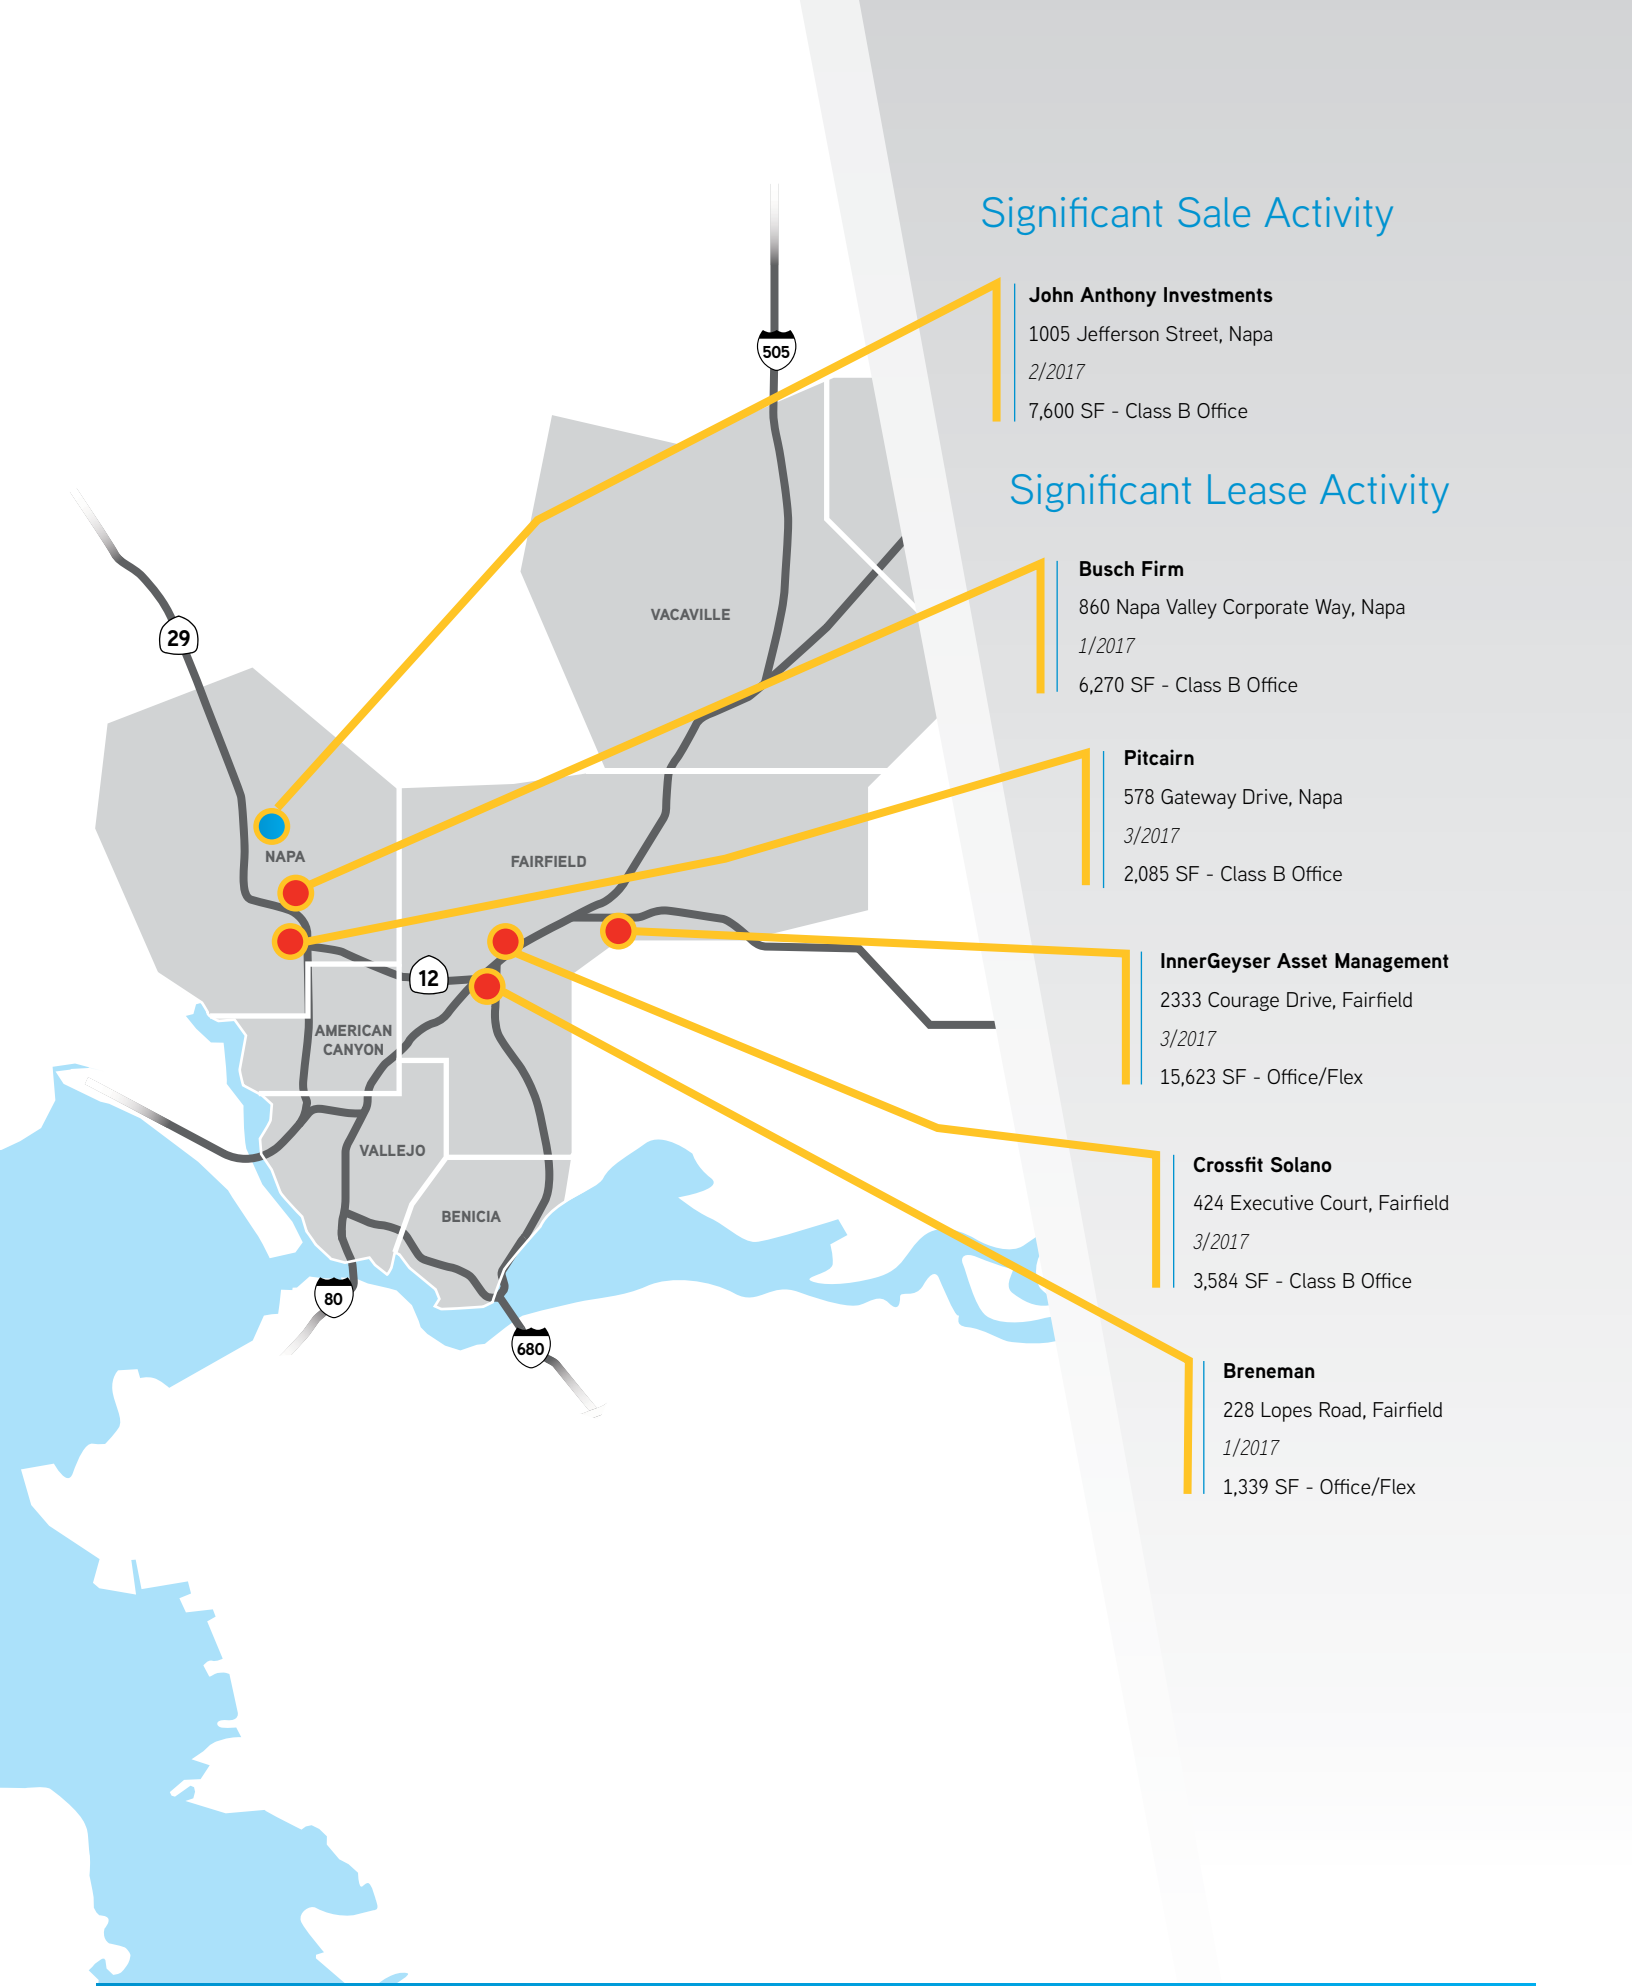 Significant Sale Activity
John Anthony Investments
1005 Jefferson Street, Napa
2/2017
7,600 SF - Class B Office
Significant Lease Activity
Busch Firm
860 Napa Valley Corporate Way, Napa
1/2017
6,270 SF - Class B Office
Pitcairn
578 Gateway Drive, Napa
3/2017
2,085 SF - Class B Office
InnerGeyser Asset Management
2333 Courage Drive, Fairfield
3/2017
15,623 SF - Office/Flex
Crossfit Solano
424 Executive Court, Fairfield
3/2017
3,584 SF - Class B Office
Breneman
228 Lopes Road, Fairfield
1/2017
1,339 SF - Office/Flex
505
VACAVILLE
29
NAPA
FAIRFIELD
12
AMERICAN
CANYON
VALLEJO
BENICIA
80
680